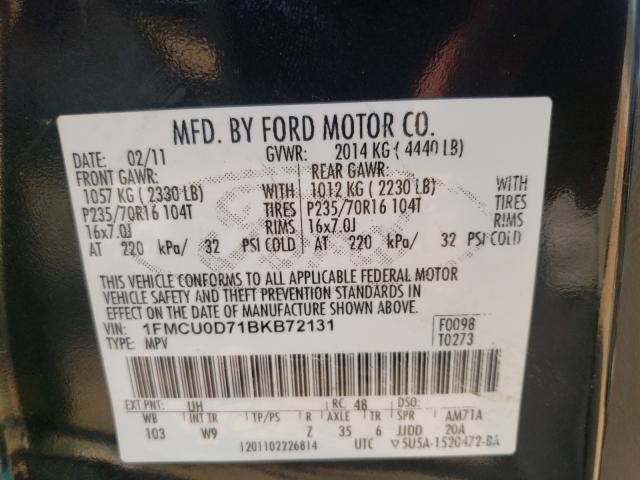 MFD. BY FORD MOTOR CO.
DATE: 02/11 GVWR: 2014 KG ( 4440 LB)
FRONT GAWR: REAR GAWR:
1057 KG ( 2330 LB) WITH 1012 KG ( 2230 LB) WITH
P235/70R16 104T TIRES P235/70R16 104T TIRES
16x7.0J RIMS 16x7.0J RIMS
AT 220 kPa/ 32 PSI COLD AT 220 kPa/ 32 PSI COLD
THIS VEHICLE CONFORMS TO ALL APPLICABLE FEDERAL MOTOR
VEHICLE SAFETY AND THEFT PREVENTION STANDARDS IN
EFFECT ON THE DATE OF MANUFACTURE SHOWN ABOVE.
VIN: 1FMCU0D71BKB72131 F0098
TYPE: MPV T0273
EXT PNT: UH RC: 48 DSO:
WB INT TR TP/PS R AXLE TR SPR AM71A
103 W9 Z 35 6 JJDD 20A
1201102226814 UTC ▽5U5A-1520472-BA